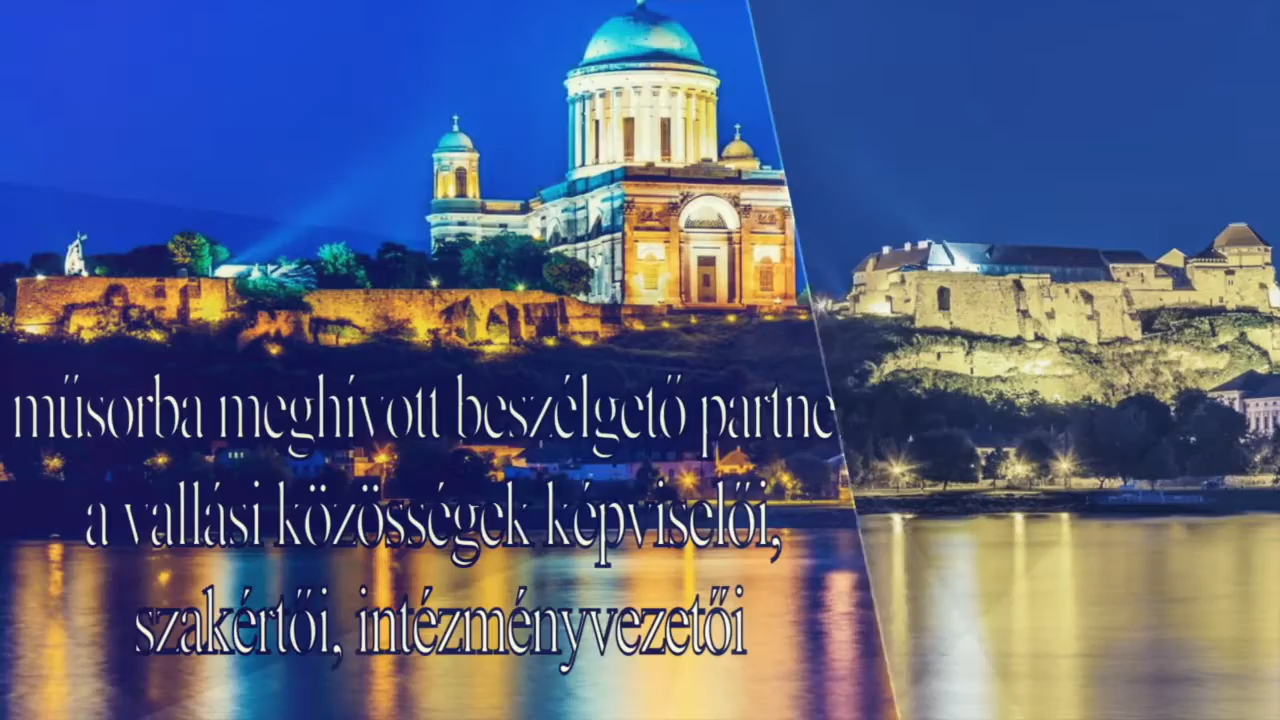 műsorba meghívott beszélgető partne
a vallási közösségek képviselői,
szakértői, intézményvezetői